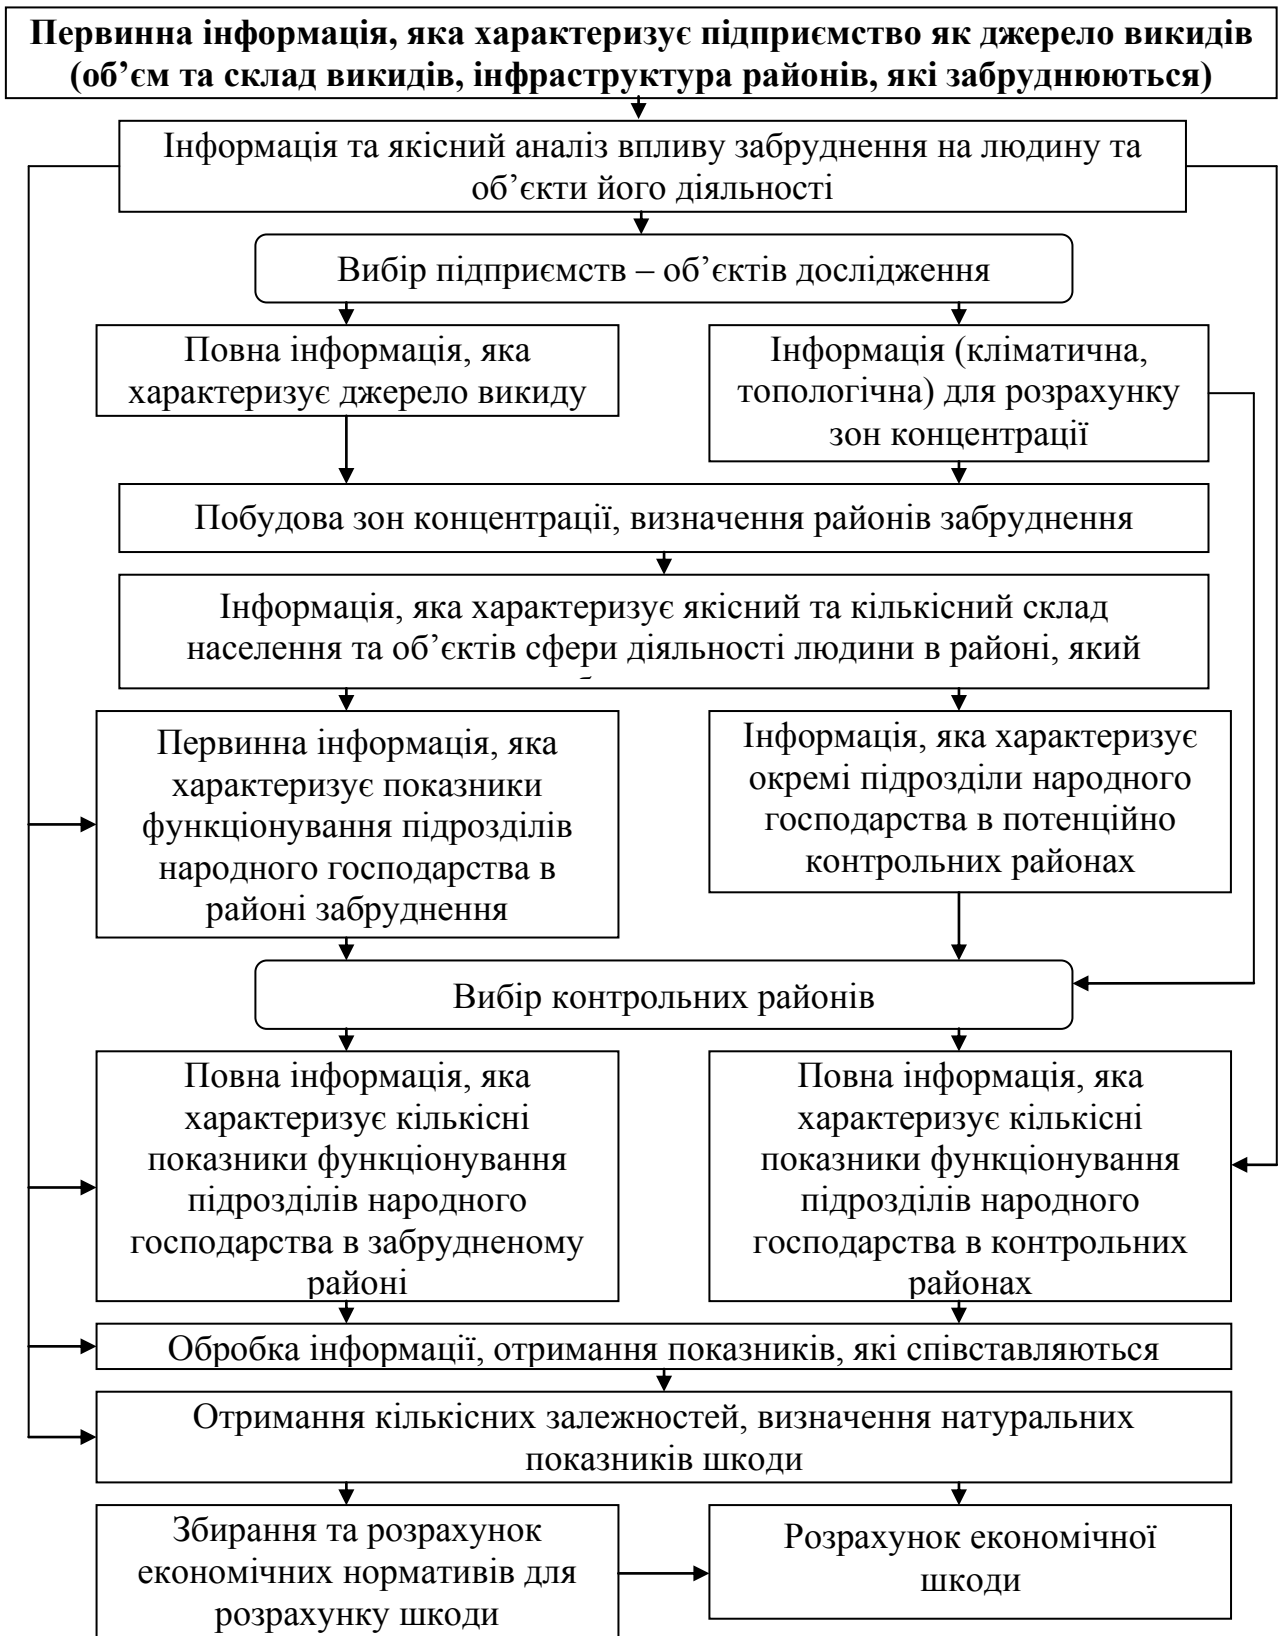 Первинна інформація, яка характеризує підприємство як джерело викидів
(об’єм та склад викидів, інфраструктура районів, які забруднюються)
Інформація та якісний аналіз впливу забруднення на людину та
об’єкти його діяльності
Вибір підприємств – об’єктів дослідження
Повна інформація, яка
характеризує джерело викиду
Інформація (кліматична,
топологічна) для розрахунку
зон концентрації
Побудова зон концентрації, визначення районів забруднення
Інформація, яка характеризує якісний та кількісний склад
населення та об’єктів сфери діяльності людини в районі, який
Первинна інформація, яка
характеризує показники
функціонування підрозділів
народного господарства в
районі забруднення
Інформація, яка характеризує
окремі підрозділи народного
господарства в потенційно
контрольних районах
Вибір контрольних районів
Повна інформація, яка
характеризує кількісні
показники функціонування
підрозділів народного
господарства в забрудненому
районі
Повна інформація, яка
характеризує кількісні
показники функціонування
підрозділів народного
господарства в контрольних
районах
Обробка інформації, отримання показників, які співставляються
Отримання кількісних залежностей, визначення натуральних
показників шкоди
Збирання та розрахунок
економічних нормативів для
розрахунку шкоди
Розрахунок економічної
шкоди